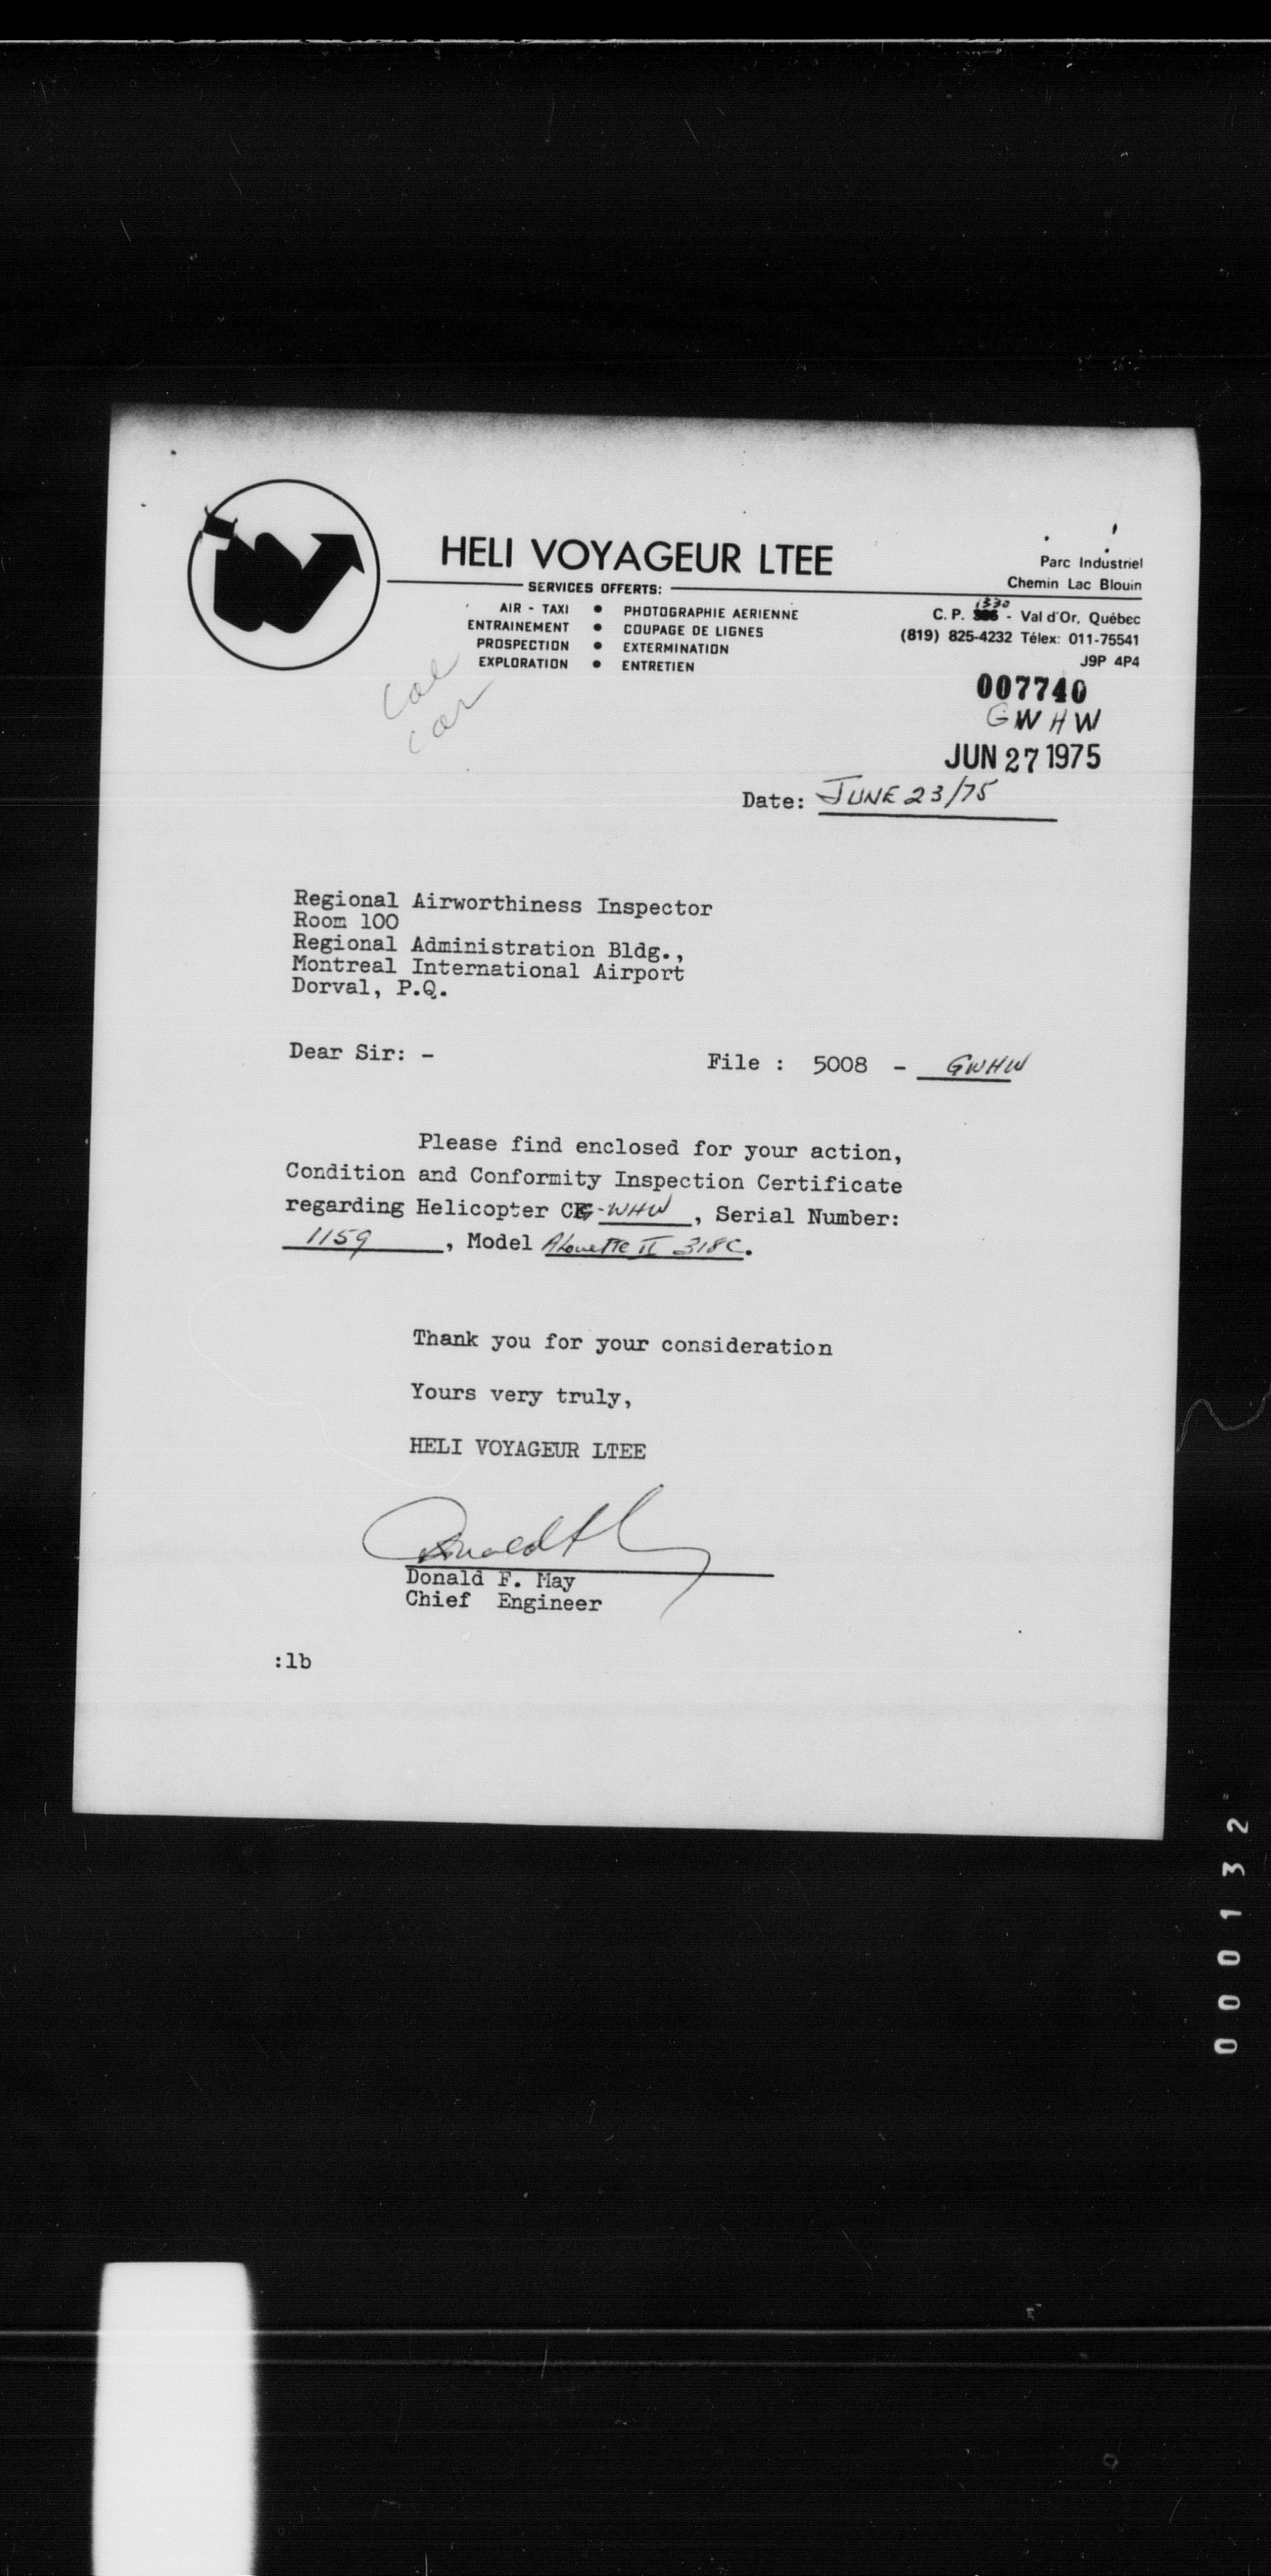 HELI VOYAGEUR LTEE
SERVICES OFFERTS:
AIR - TAXI ● PHOTOGRAPHIE AERIENNE
ENTRAINEMENT ● COUPAGE DE LIGNES
PROSPECTION ● EXTERMINATION
EXPLORATION ● ENTRETIEN
Parc Industriel
Chemin Lac Blouin
1330
C. P. - Val d'Or, Québec
(819) 825-4232 Télex: 011-75541
J9P 4P4
007740
GWHW
JUN 27 1975
Date: JUNE 23/75
Regional Airworthiness Inspector
Room 100
Regional Administration Bldg.,
Montreal International Airport
Dorval, P.Q.
Dear Sir: - File : 5008 - GWHW
Please find enclosed for your action,
Condition and Conformity Inspection Certificate
regarding Helicopter CG-WHW, Serial Number:
1159, Model Alouette II 318C.
Thank you for your consideration
Yours very truly,
HELI VOYAGEUR LTEE
Donald F. May
Chief Engineer
:lb
000132